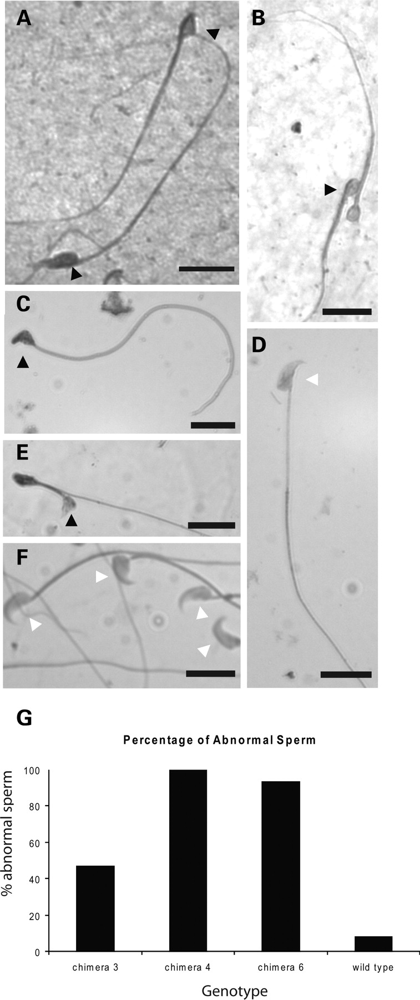 A
B
C
D
E
F
G
Percentage of Abnormal Sperm
% abnormal sperm
100
80
60
40
20
0
chimera 3 chimera 4 chimera 6 wild type
Genotype